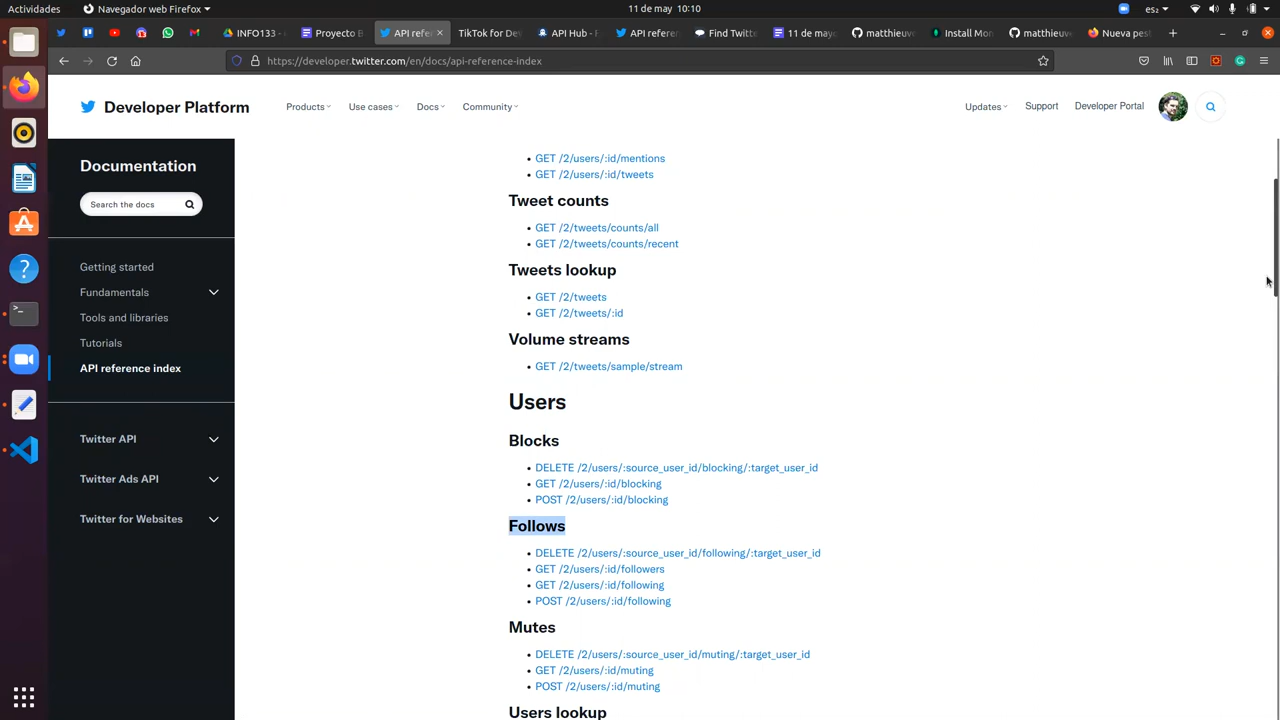 Actividades
Navegador web Firefox
11 de may 10:10
es2
INFO133
Proyecto
API refe
TikTok for De
API Hub - F
API referen
Find Twitte
11 de mayo
matthieuve
Install Mon
matthieuve
Nueva pest
https://developer.twitter.com/en/docs/api-reference-index
Developer Platform
Products
Use cases
Docs
Community
Updates
Support
Developer Portal
Documentation
Search the docs
Getting started
Fundamentals
Tools and libraries
Tutorials
API reference index
Twitter API
Twitter Ads API
Twitter for Websites
GET /2/users/:id/mentions
GET /2/users/:id/tweets
Tweet counts
GET /2/tweets/counts/all
GET /2/tweets/counts/recent
Tweets lookup
GET /2/tweets
GET /2/tweets/:id
Volume streams
GET /2/tweets/sample/stream
Users
Blocks
DELETE /2/users/:source_user_id/blocking/:target_user_id
GET /2/users/:id/blocking
POST /2/users/:id/blocking
Follows
DELETE /2/users/:source_user_id/following/:target_user_id
GET /2/users/:id/followers
GET /2/users/:id/following
POST /2/users/:id/following
Mutes
DELETE /2/users/:source_user_id/muting/:target_user_id
GET /2/users/:id/muting
POST /2/users/:id/muting
Users lookup